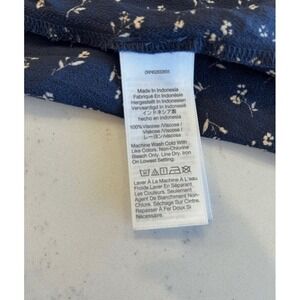 Made In Indonesia
Fabriqué En Indonésie
Hergestellt In Indonesien
Vervaardigd In Indonesië
インドネシア製
hecho en Indonesia
100%Viscose /Viscose /
Viskose / Viscose /
レーヨン / Viscosa
Machine Wash Cold With
Like Colors. Non-Chlorine
Bleach Only. Line Dry. Iron
On Lowest Setting.
Laver À La Machine À L'eau
Froide Laver En Séparant
Les Couleurs. Seulement
Agent De Blanchiment Non-
Chloré. Séchage Sur Corde.
Repasser À Fer Doux Si
Nécessaire.